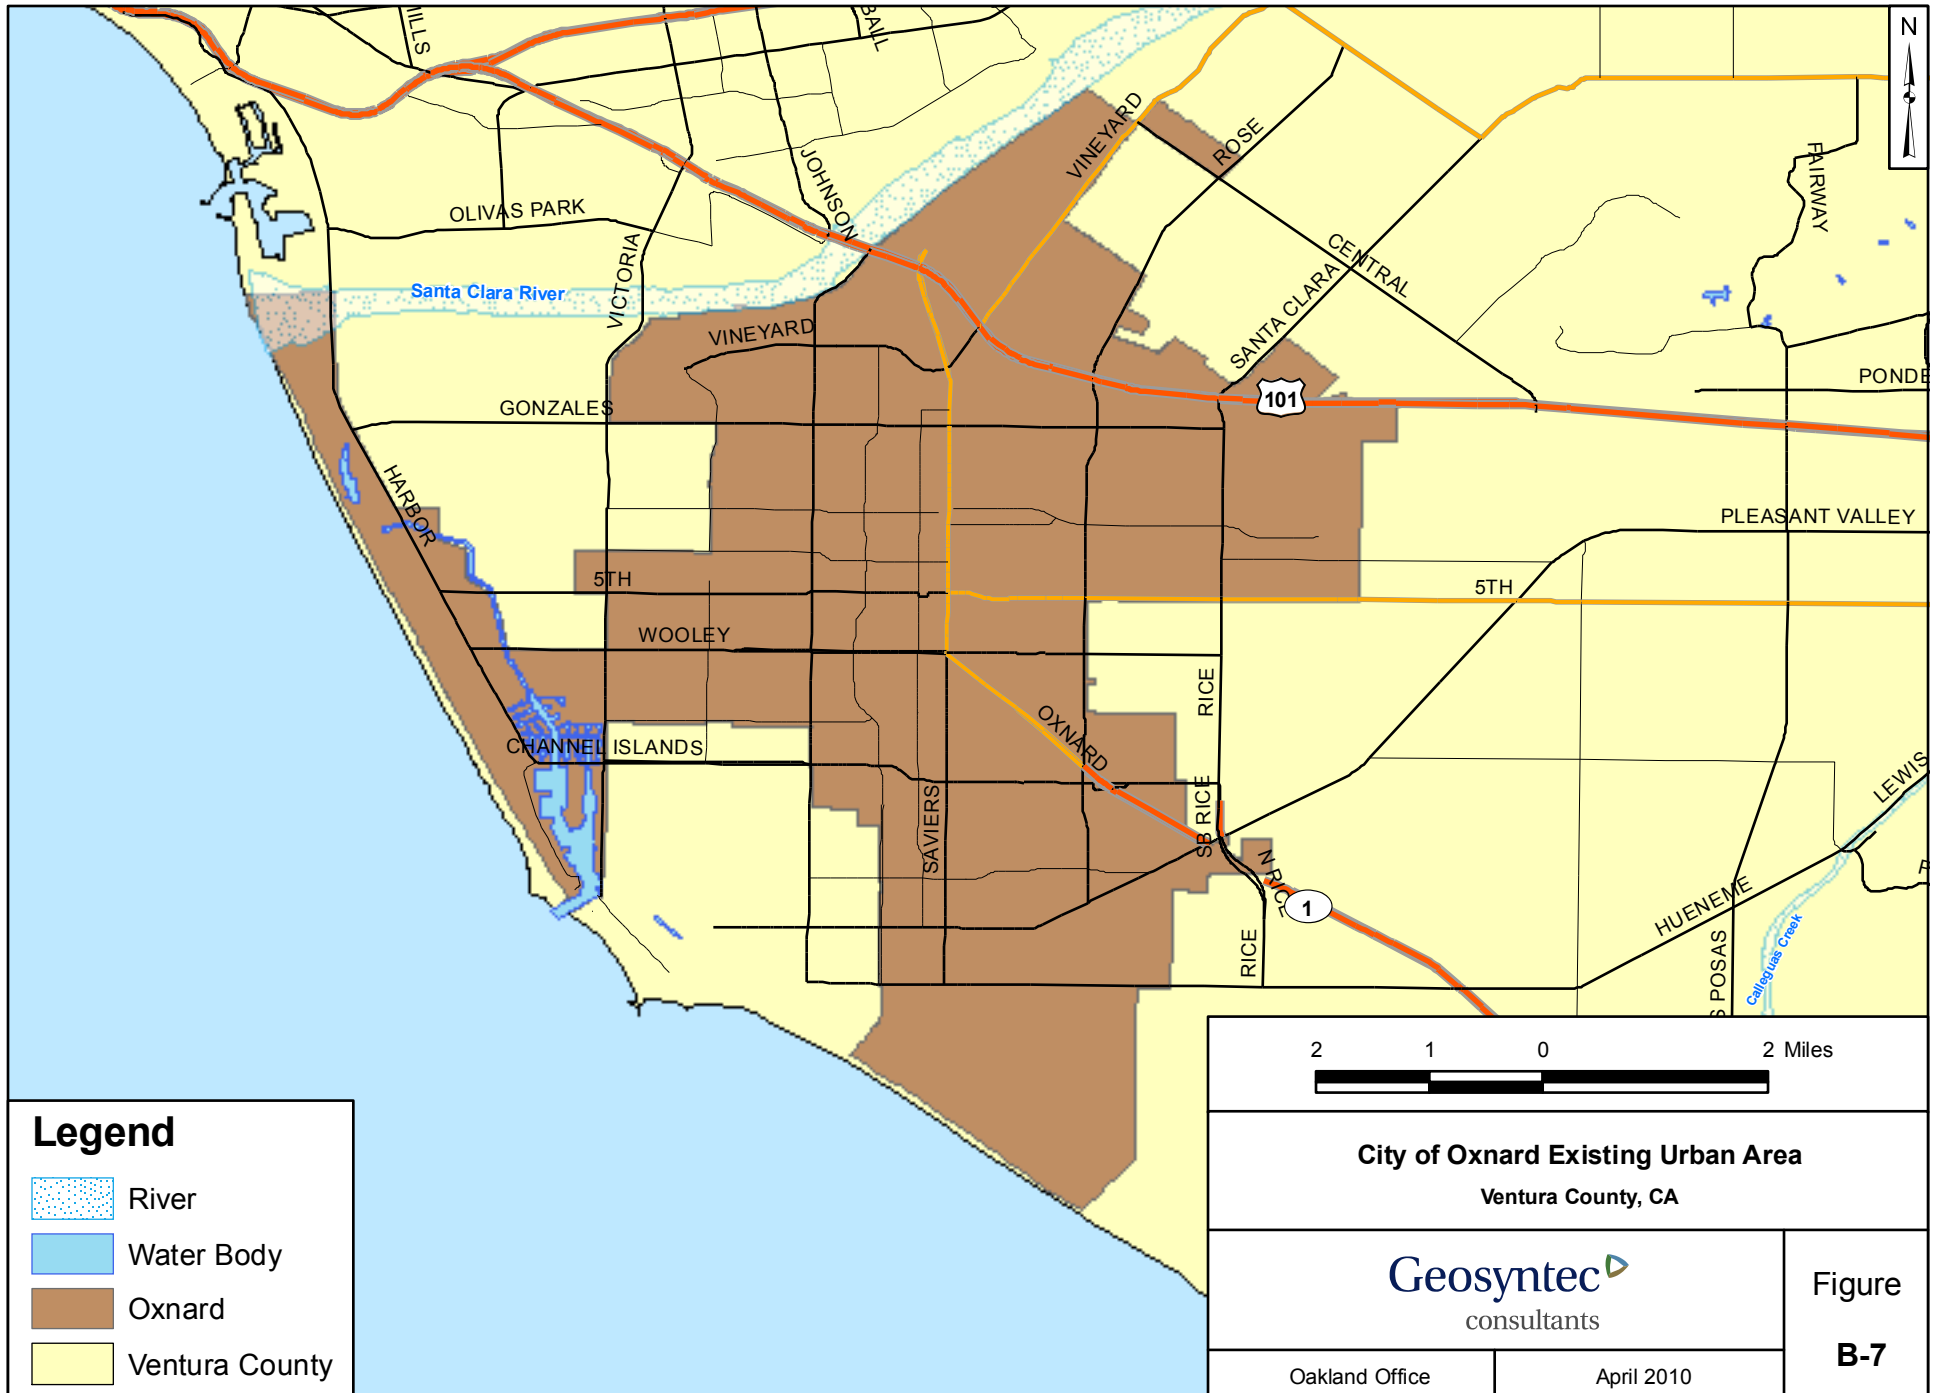 N
BALL
VINEYARD
ROSE
JOHNSON
FAIRWAY
OLIVAS PARK
VICTORIA
CENTRAL
SANTA CLARA
Santa Clara River
VINEYARD
101
PONDE
GONZALES
HARBOR
PLEASANT VALLEY
5TH
5TH
WOOLEY
RICE
OXNARD
CHANNEL ISLANDS
SAVIERS
SB RICE
LEWIS
N RICE
1
HUENEME
RICE
S POSAS
Calleguas Creek
2 1 0 2 Miles
City of Oxnard Existing Urban Area
Ventura County, CA
Geosyntec
consultants
Figure
B-7
Oakland Office
April 2010
Legend
River
Water Body
Oxnard
Ventura County